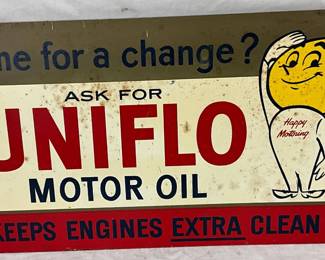 me for a change?
ASK FOR
UNIFLO
MOTOR OIL
Happy
Motoring
KEEPS ENGINES EXTRA CLEAN